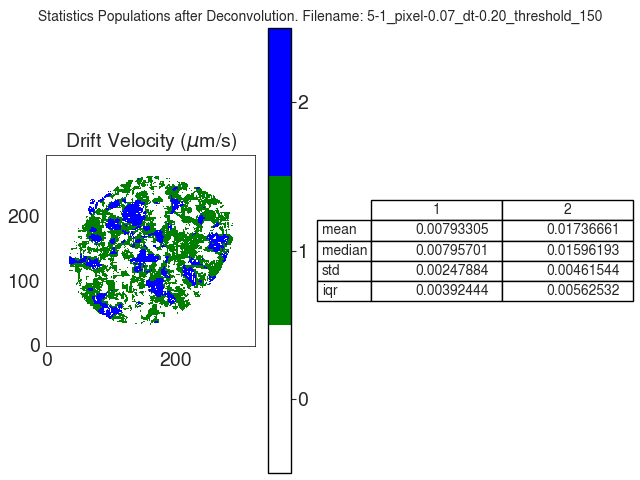 Statistics Populations after Deconvolution. Filename: 5-1_pixel-0.07_dt-0.20_threshold_150
Drift Velocity (μm/s)
200
100
0
0 200
2
1
0
1 2
mean 0.00793305 0.01736661
median 0.00795701 0.01596193
std 0.00247884 0.00461544
iqr 0.00392444 0.00562532